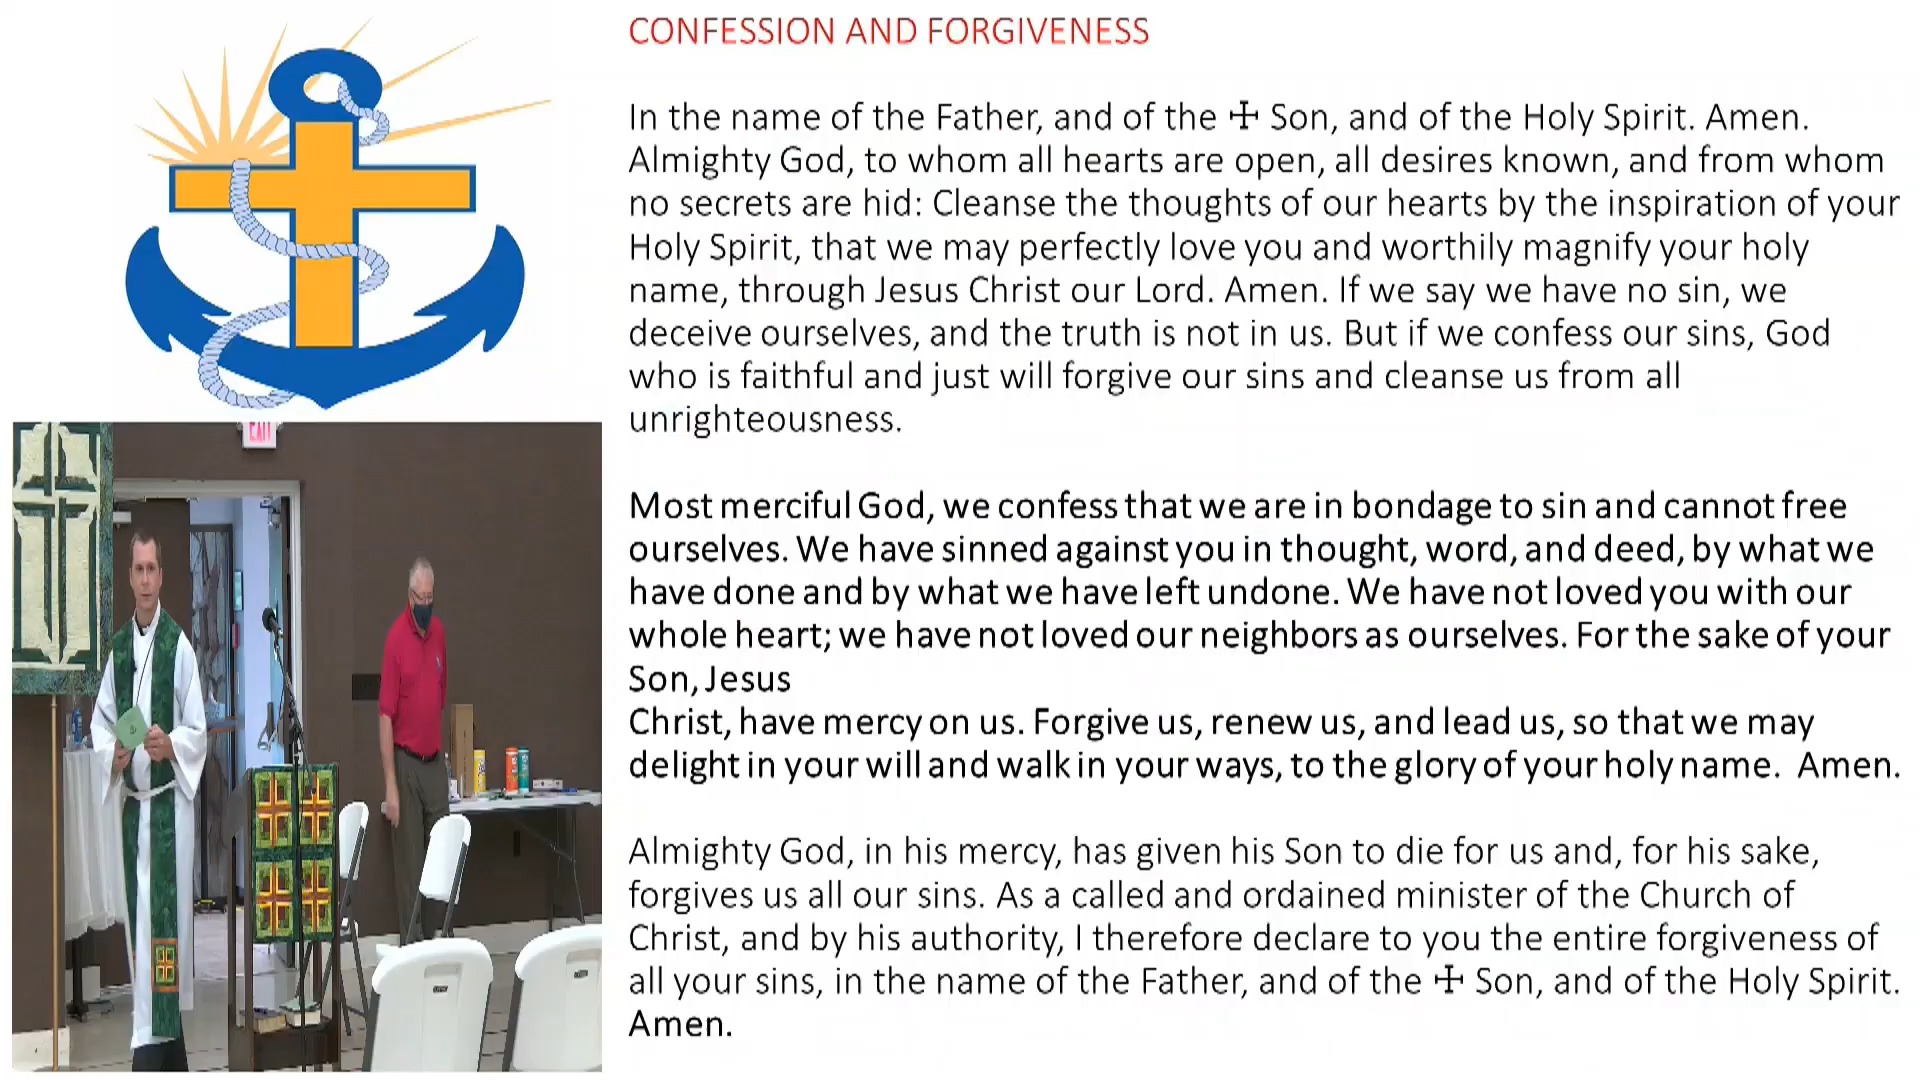 CONFESSION AND FORGIVENESS
In the name of the Father, and of the ☩ Son, and of the Holy Spirit. Amen.
Almighty God, to whom all hearts are open, all desires known, and from whom
no secrets are hid: Cleanse the thoughts of our hearts by the inspiration of your
Holy Spirit, that we may perfectly love you and worthily magnify your holy
name, through Jesus Christ our Lord. Amen. If we say we have no sin, we
deceive ourselves, and the truth is not in us. But if we confess our sins, God
who is faithful and just will forgive our sins and cleanse us from all
unrighteousness.
Most merciful God, we confess that we are in bondage to sin and cannot free
ourselves. We have sinned against you in thought, word, and deed, by what we
have done and by what we have left undone. We have not loved you with our
whole heart; we have not loved our neighbors as ourselves. For the sake of your
Son, Jesus
Christ, have mercy on us. Forgive us, renew us, and lead us, so that we may
delight in your will and walk in your ways, to the glory of your holy name.  Amen.
Almighty God, in his mercy, has given his Son to die for us and, for his sake,
forgives us all our sins. As a called and ordained minister of the Church of
Christ, and by his authority, I therefore declare to you the entire forgiveness of
all your sins, in the name of the Father, and of the ☩ Son, and of the Holy Spirit.
Amen.
EXIT